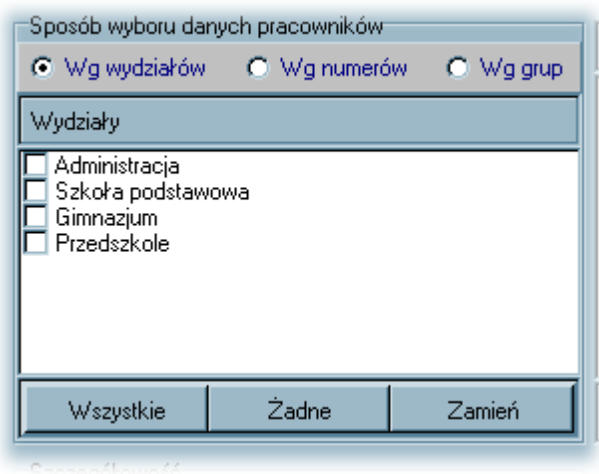 Sposób wyboru danych pracowników
Wg wydziałów Wg numerów Wg grup
Wydziały
Administracja
Szkoła podstawowa
Gimnazjum
Przedszkole
Wszystkie Żadne Zamień